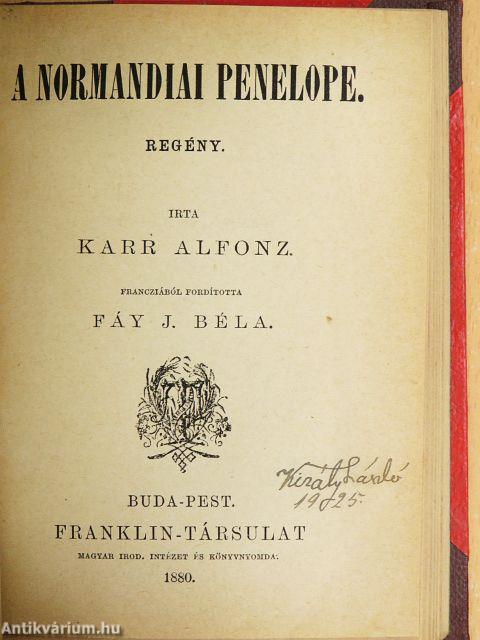 A NORMANDIAI PENELOPE.
REGÉNY.
IRTA
KARR ALFONZ.
FRANCZIÁBÓL FORDÍTOTTA
FÁY J. BÉLA.
Király László
1925.
BUDA-PEST.
FRANKLIN-TÁRSULAT
MAGYAR IROD. INTÉZET ÉS KÖNYVNYOMDA.
1880.
Antikvárium.hu